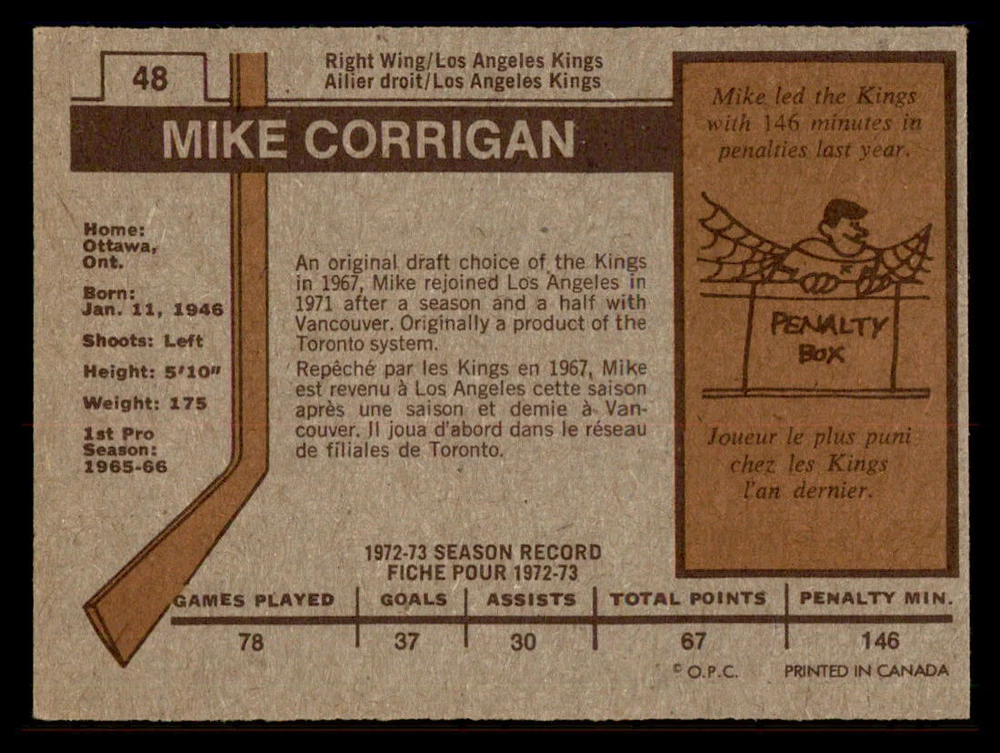 48
Right Wing/Los Angeles Kings
Ailier droit/Los Angeles Kings
MIKE CORRIGAN
Home:
Ottawa,
Ont.
Born:
Jan. 11, 1946
Shoots: Left
Height: 5'10"
Weight: 175
1st Pro
Season:
1965-66
An original draft choice of the Kings
in 1967, Mike rejoined Los Angeles in
1971 after a season and a half with
Vancouver. Originally a product of the
Toronto system.
Repêché par les Kings en 1967, Mike
est revenu à Los Angeles cette saison
après une saison et demie à Van-
couver. Il joua d'abord dans le réseau
de filiales de Toronto.
Mike led the Kings
with 146 minutes in
penalties last year.
PENALTY
BOX
Joueur le plus puni
chez les Kings
l'an dernier.
1972-73 SEASON RECORD
FICHE POUR 1972-73
GAMES PLAYED GOALS ASSISTS TOTAL POINTS PENALTY MIN.
78 37 30 67 146
© O.P.C. PRINTED IN CANADA